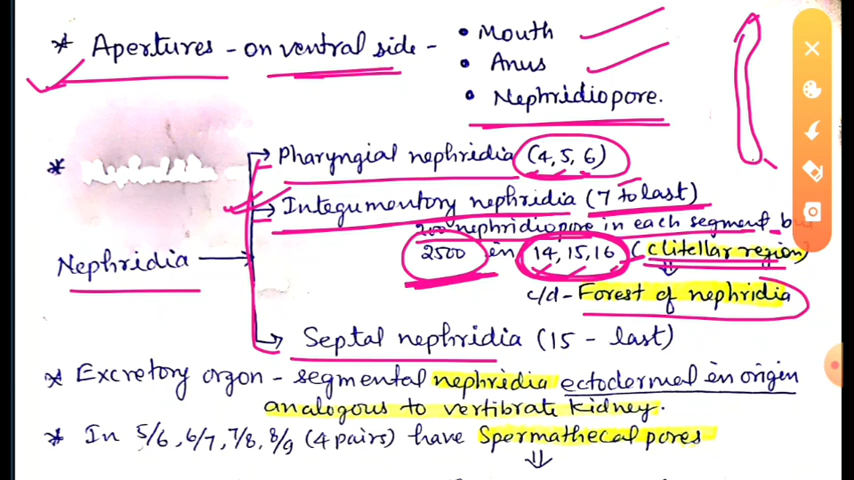 * Apertures - on ventral side -
• Mouth
• Anus
• Nephridiopore.
*
Nephridia
→ Pharyngial nephridia (4, 5, 6)
→ Integumentory nephridia (7 to last)
200 nephridiopore in each segment b
2500 in 14, 15, 16 (clitellar region)
c/d - Forest of nephridia
→ Septal nephridia (15 - last)
* Excretory orgon - segmental nephridia ectodermal in origin
analogous to vertibrate kidney.
* In 5/6, 6/7, 7/8, 8/9 (4 pairs) have Spermathecal pores